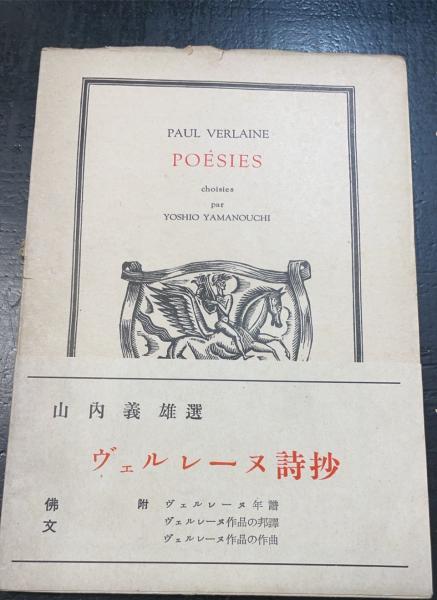 PAUL VERLAINE
POÉSIES
choisies
par
YOSHIO YAMANOUCHI
山内義雄選
ヴェルレーヌ詩抄
佛文
附 ヴェルレーヌ年譜
ヴェルレーヌ作品の邦譯
ヴェルレーヌ作品の作曲